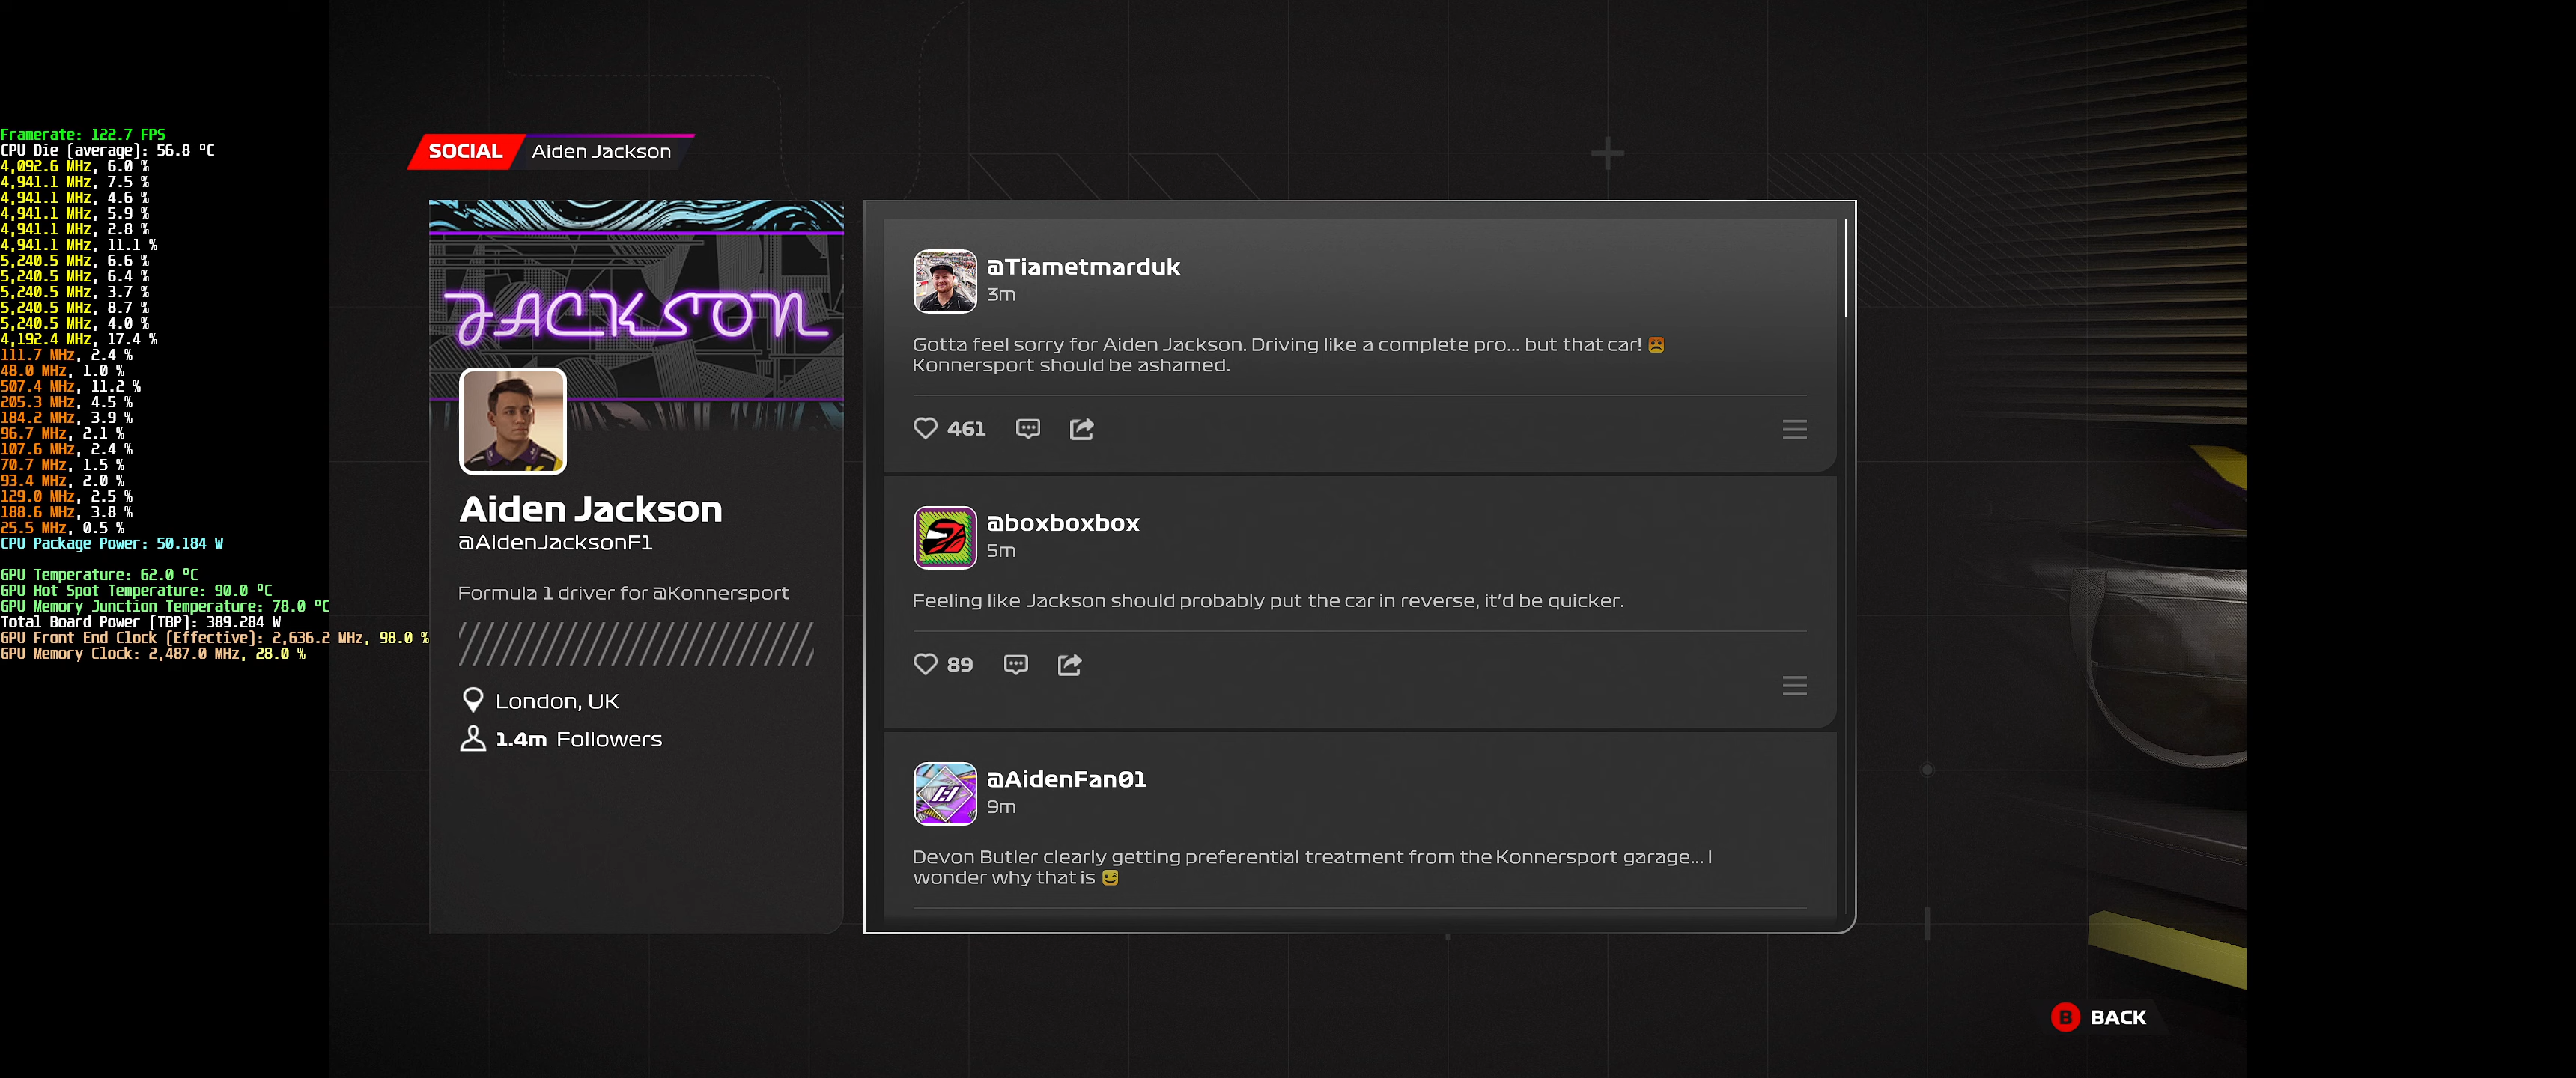 Framerate: 122.7 FPS
CPU Die (average): 56.8 °C
4,092.6 MHz, 6.0 %
4,941.1 MHz, 7.5 %
4,941.1 MHz, 4.6 %
4,941.1 MHz, 5.9 %
4,941.1 MHz, 2.8 %
4,941.1 MHz, 11.1 %
5,240.5 MHz, 6.6 %
5,240.5 MHz, 6.4 %
5,240.5 MHz, 3.7 %
5,240.5 MHz, 8.7 %
5,240.5 MHz, 4.0 %
4,192.4 MHz, 17.4 %
111.7 MHz, 2.4 %
48.0 MHz, 1.0 %
507.4 MHz, 11.2 %
205.3 MHz, 4.5 %
184.2 MHz, 3.9 %
96.7 MHz, 2.1 %
107.6 MHz, 2.4 %
70.7 MHz, 1.5 %
93.4 MHz, 2.0 %
129.0 MHz, 2.5 %
188.6 MHz, 3.8 %
25.5 MHz, 0.5 %
CPU Package Power: 50.184 W
GPU Temperature: 62.0 °C
GPU Hot Spot Temperature: 90.0 °C
GPU Memory Junction Temperature: 78.0 °C
Total Board Power (TBP): 389.284 W
GPU Front End Clock (Effective): 2,636.2 MHz, 98.0 %
GPU Memory Clock: 2,487.0 MHz, 28.0 %
SOCIAL Aiden Jackson
JACKSON
Aiden Jackson
@AidenJacksonF1
Formula 1 driver for @Konnersport
London, UK
1.4m Followers
@Tiametmarduk
3m
Gotta feel sorry for Aiden Jackson. Driving like a complete pro... but that car! 😡
Konnersport should be ashamed.
461
@boxboxbox
5m
Feeling like Jackson should probably put the car in reverse, it'd be quicker.
89
@AidenFan01
9m
Devon Butler clearly getting preferential treatment from the Konnersport garage... I
wonder why that is 😉
B BACK